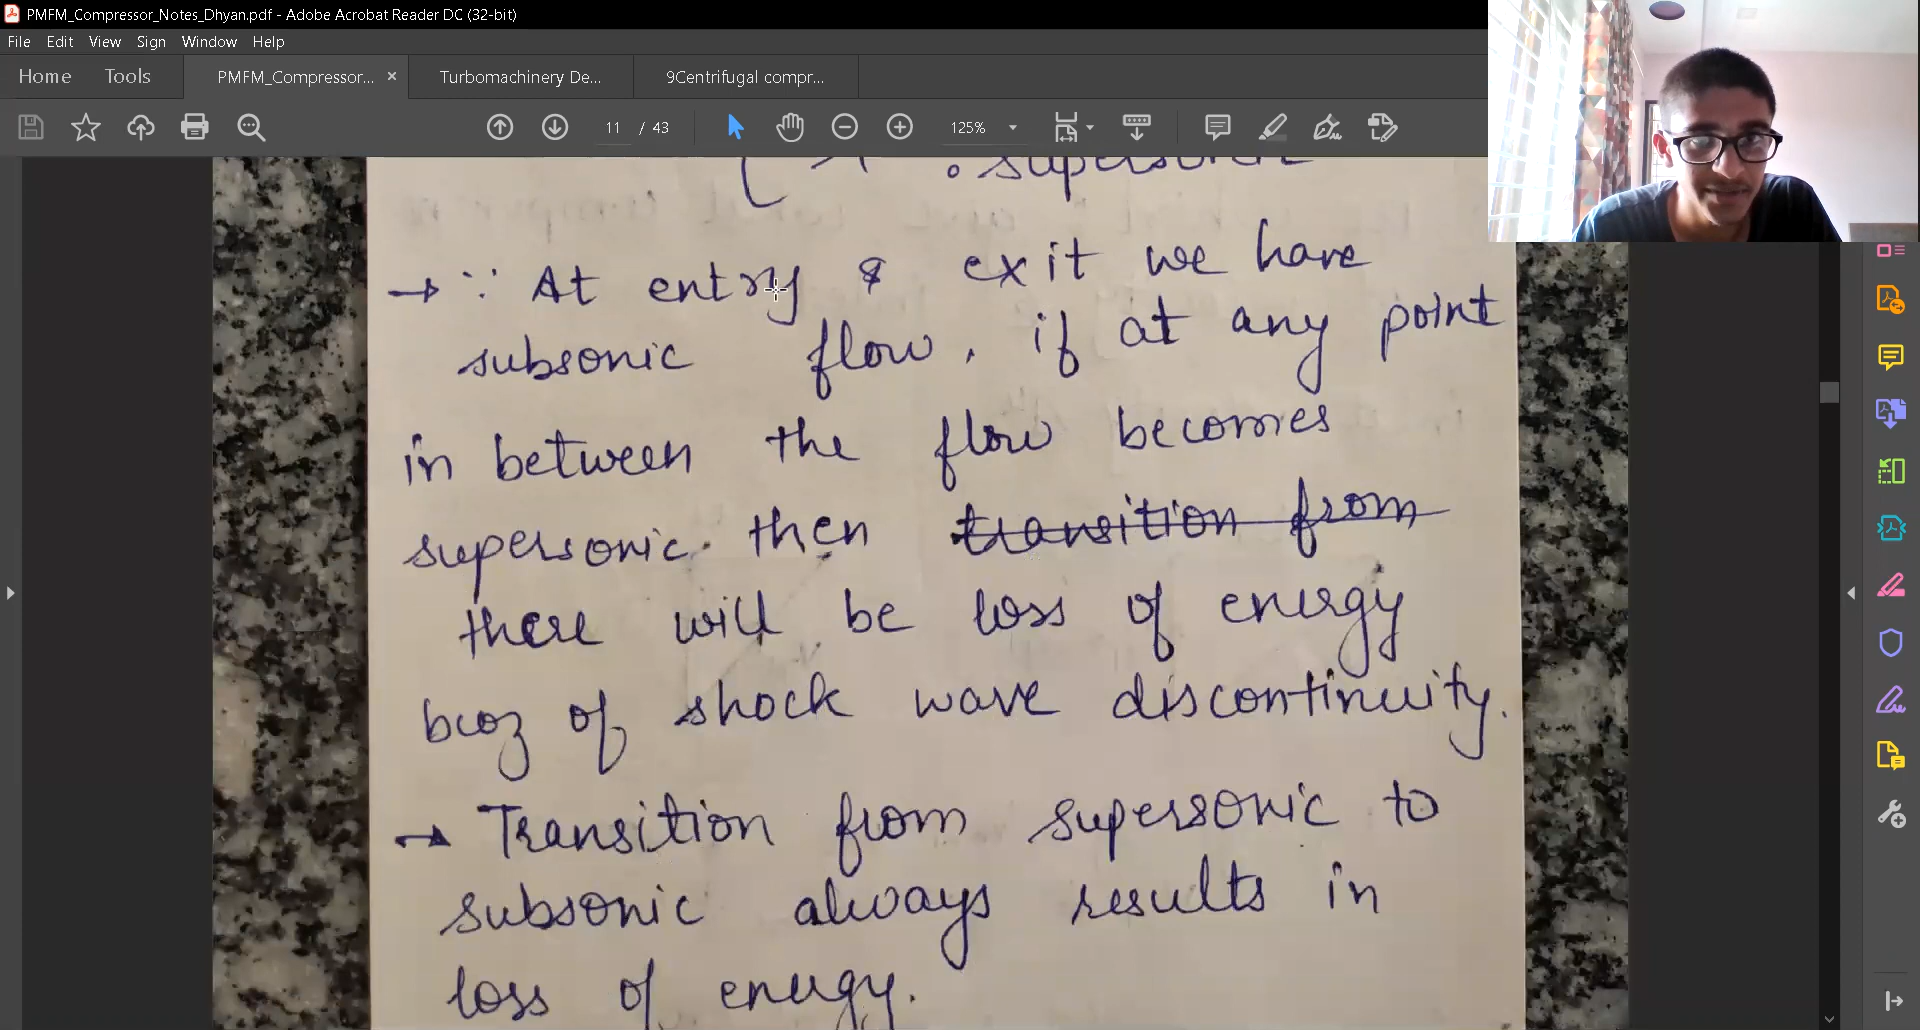 PMFM_Compressor_Notes_Dhyan.pdf - Adobe Acrobat Reader DC (32-bit)
File Edit View Sign Window Help
Home Tools PMFM_Compressor... × Turbomachinery De... 9Centrifugal compr...
11 / 43 125%
supersonic
→ ∵ At entry & exit we have
subsonic flow, if at any point
in between the flow becomes
supersonic. then transition from
there will be loss of energy
bcoz of shock wave discontinuity.
→ Transition from supersonic to
subsonic always results in
loss of energy.